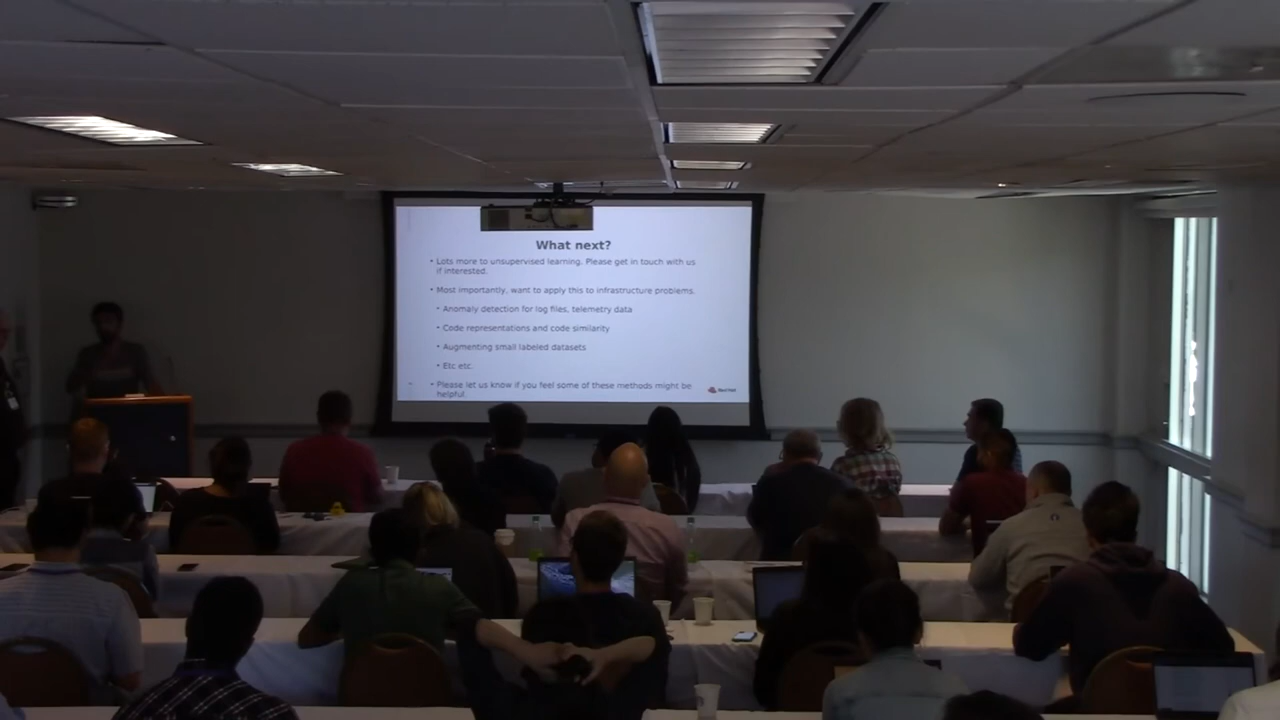 What next?
• Lots more to unsupervised learning. Please get in touch with us
if interested.
• Most importantly, want to apply this to infrastructure problems.
• Anomaly detection for log files, telemetry data
• Code representations and code similarity
• Augmenting small labeled datasets
• Etc etc.
• Please let us know if you feel some of these methods might be
helpful.
Red Hat